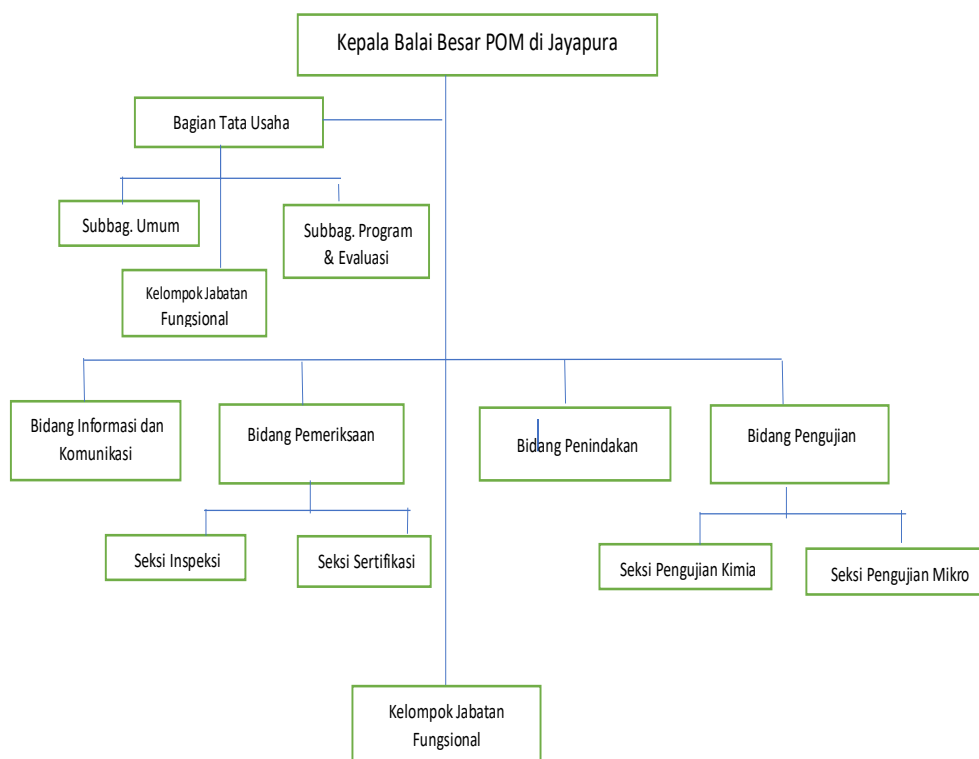 Kepala Balai Besar POM di Jayapura
Bagian Tata Usaha
Subbag. Umum
Subbag. Program
& Evaluasi
Kelompok Jabatan
Fungsional
Bidang Informasi dan
Komunikasi
Bidang Pemeriksaan
Bidang Penindakan
Bidang Pengujian
Seksi Inspeksi
Seksi Sertifikasi
Seksi Pengujian Kimia
Seksi Pengujian Mikro
Kelompok Jabatan
Fungsional